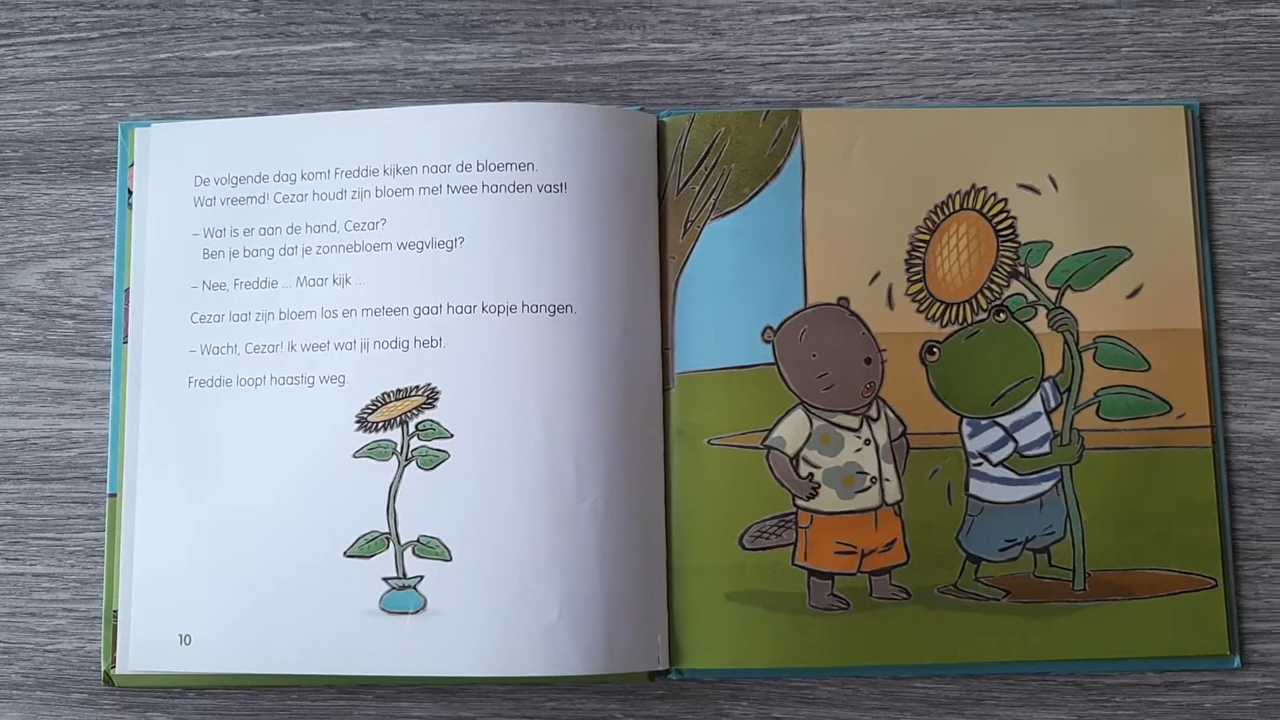 De volgende dag komt Freddie kijken naar de bloemen.
Wat vreemd! Cezar houdt zijn bloem met twee handen vast!
– Wat is er aan de hand, Cezar?
Ben je bang dat je zonnebloem wegvliegt?
– Nee, Freddie ... Maar kijk ...
Cezar laat zijn bloem los en meteen gaat haar kopje hangen.
– Wacht, Cezar! Ik weet wat jij nodig hebt.
Freddie loopt haastig weg.
10